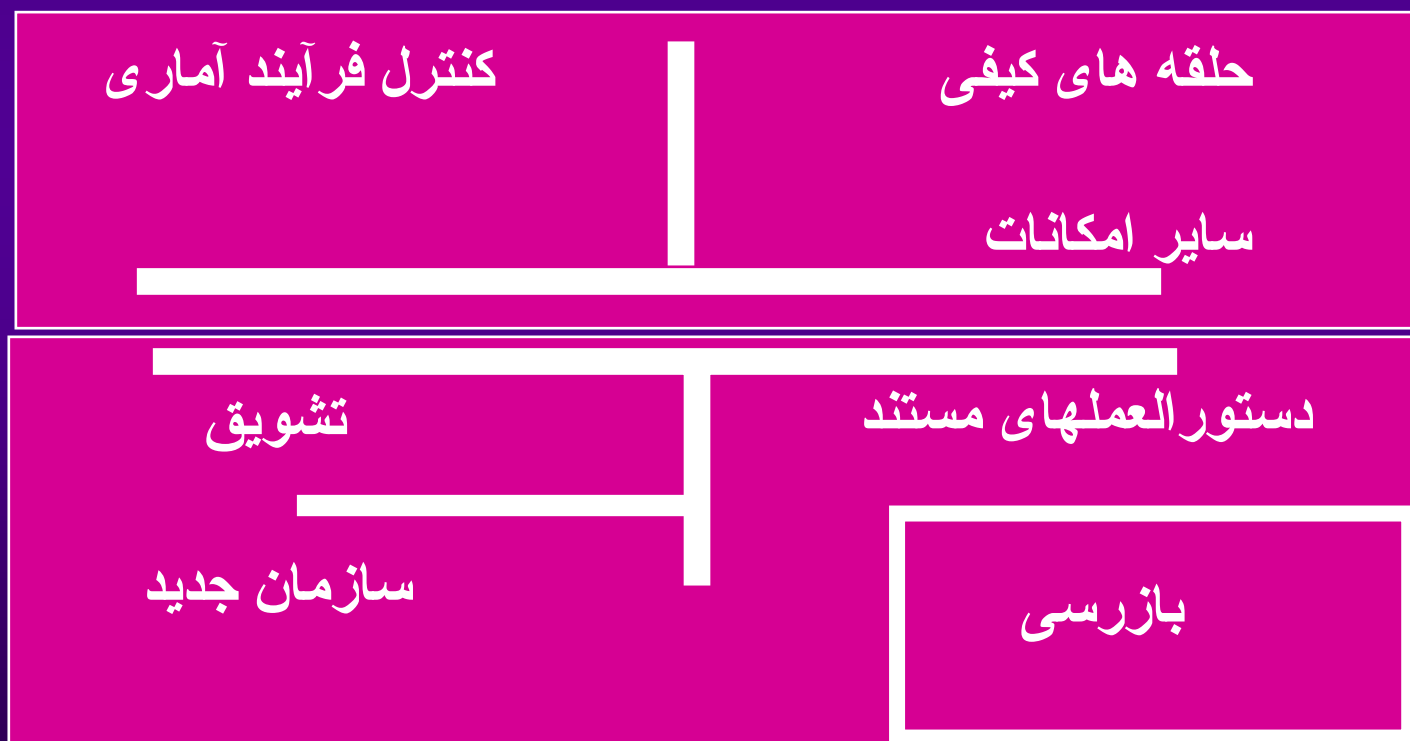 حلقه های کیفی
کنترل فرآیند آماری
سایر امکانات
دستورالعملهای مستند
تشویق
سازمان جدید
بازرسی